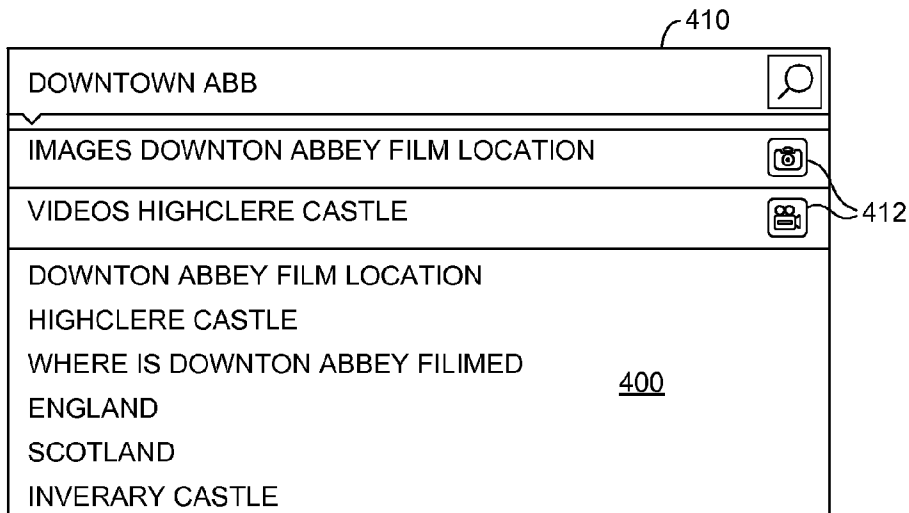 410
DOWNTOWN ABB
IMAGES DOWNTON ABBEY FILM LOCATION
VIDEOS HIGHCLERE CASTLE
412
DOWNTON ABBEY FILM LOCATION
HIGHCLERE CASTLE
WHERE IS DOWNTON ABBEY FILIMED
400
ENGLAND
SCOTLAND
INVERARY CASTLE